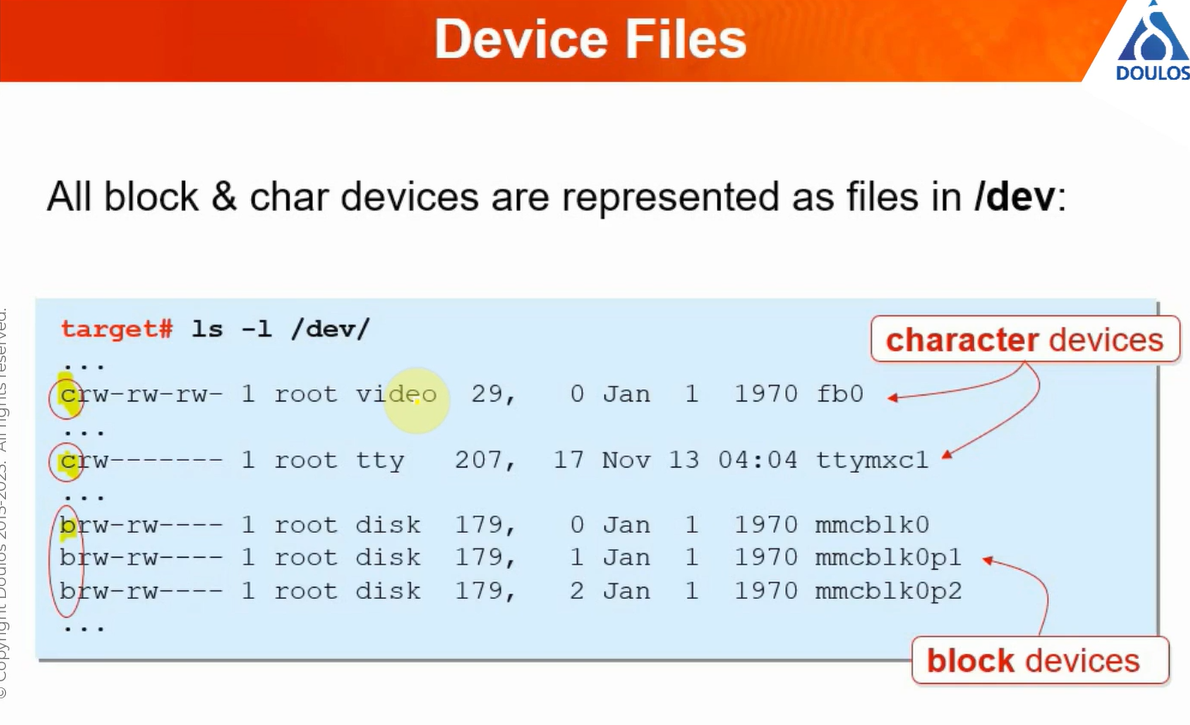 Device Files
DOULOS
All block & char devices are represented as files in /dev:
target# ls -l /dev/
...
character devices
crw-rw-rw- 1 root video 29, 0 Jan 1 1970 fb0
...
crw------- 1 root tty 207, 17 Nov 13 04:04 ttymxc1
...
brw-rw---- 1 root disk 179, 0 Jan 1 1970 mmcblk0
brw-rw---- 1 root disk 179, 1 Jan 1 1970 mmcblk0p1
brw-rw---- 1 root disk 179, 2 Jan 1 1970 mmcblk0p2
...
block devices
© Copyright Doulos 2015-2023. All rights reserved.